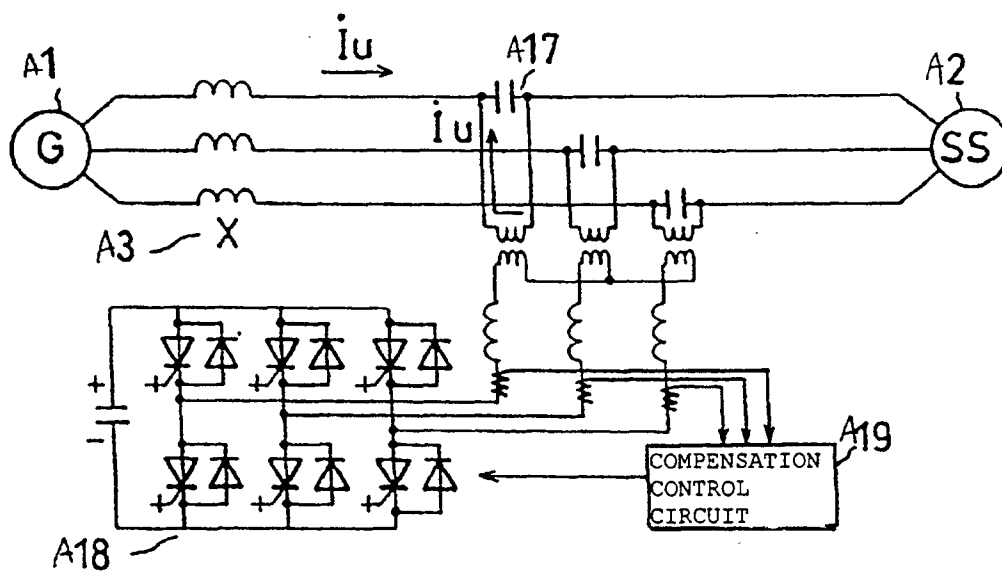 İu
A17
A1
A2
G
İu
SS
A3
X
+
-
+
+
+
+
+
+
A19
COMPENSATION
CONTROL
CIRCUIT
A18